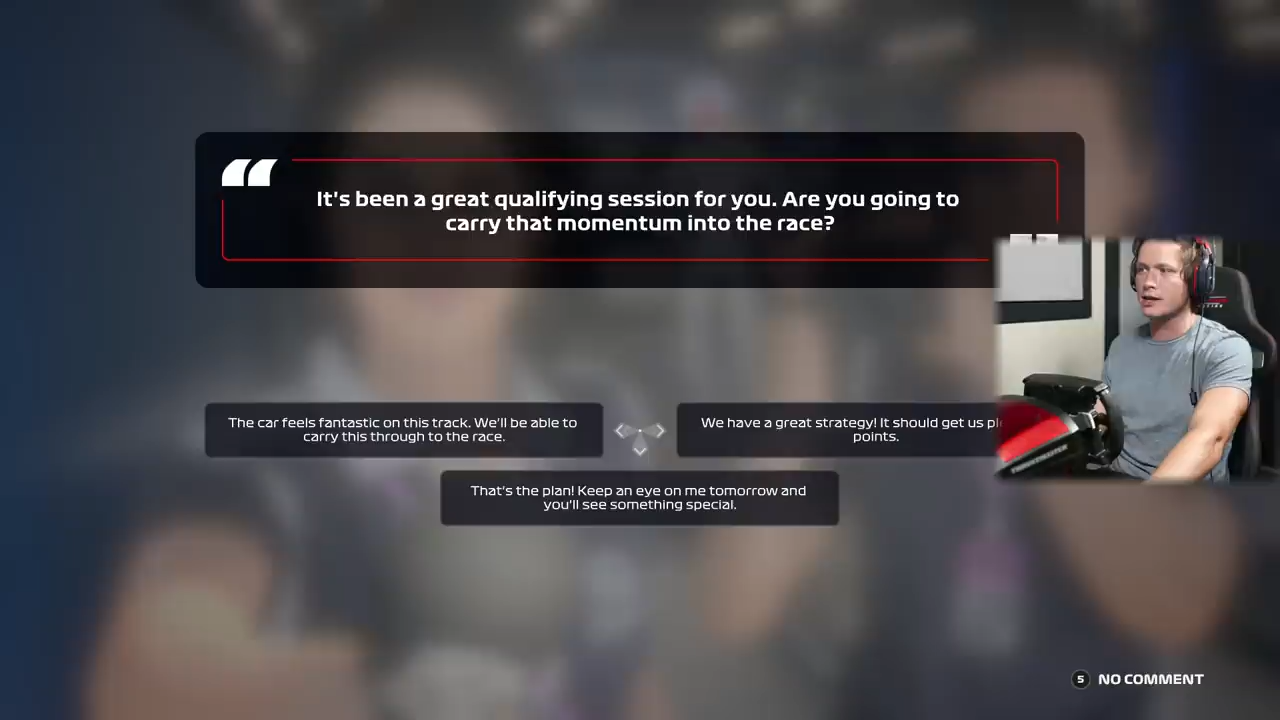 It's been a great qualifying session for you. Are you going to
carry that momentum into the race?
The car feels fantastic on this track. We'll be able to
carry this through to the race.
We have a great strategy! It should get us
points.
That's the plan! Keep an eye on me tomorrow and
you'll see something special.
THRUSTMASTER
5 NO COMMENT